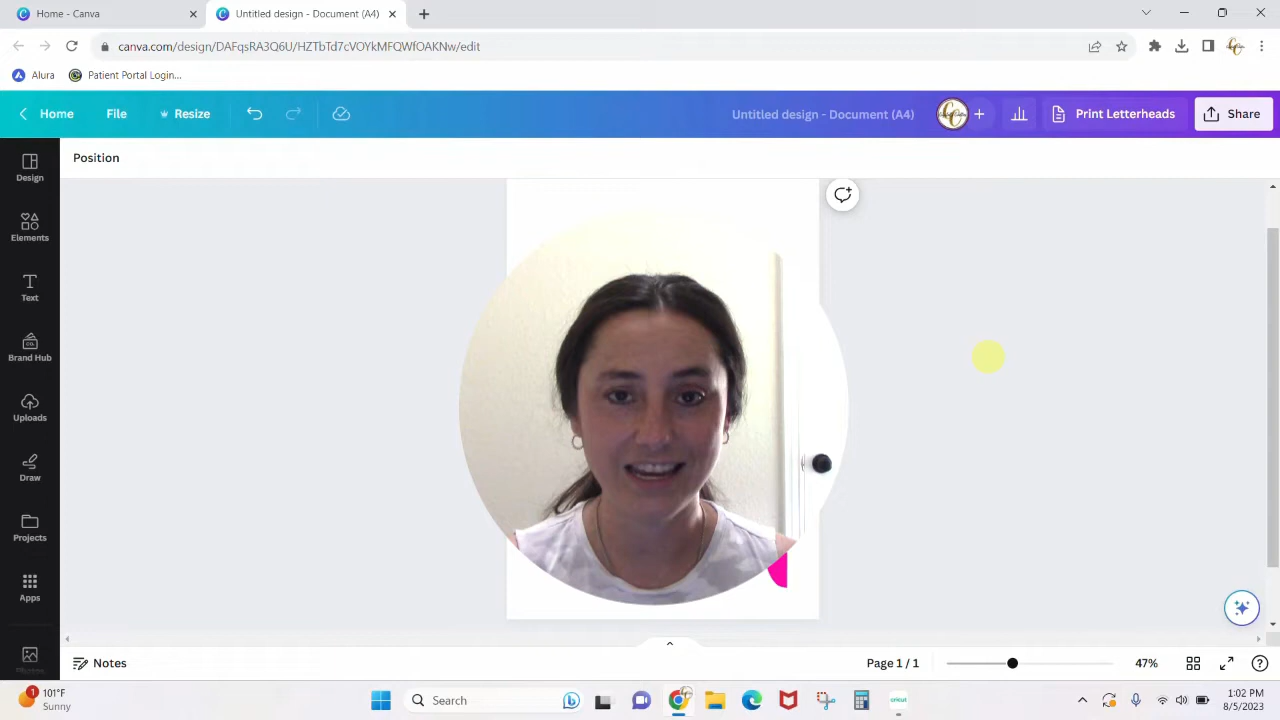 Home - Canva
Untitled design - Document (A4)
canva.com/design/DAFqsRA3Q6U/HZTbTd7cVOYkMFQWfOAKNw/edit
Alura
Patient Portal Login...
Home
File
Resize
Untitled design - Document (A4)
Print Letterheads
Share
Position
Design
Elements
Text
Brand Hub
Uploads
Draw
Projects
Apps
Notes
Page 1 / 1
47%
1
101°F
Sunny
Search
cricut
1:02 PM
8/5/2023